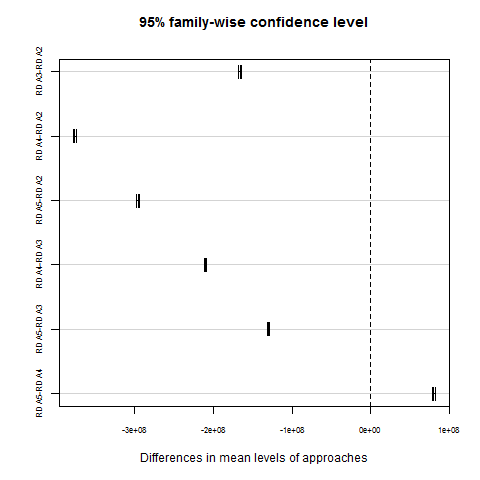 95% family-wise confidence level
RD A3-RD A2
RD A4-RD A2
RD A5-RD A2
RD A4-RD A3
RD A5-RD A3
RD A5-RD A4
-3e+08 -2e+08 -1e+08 0e+00 1e+08
Differences in mean levels of approaches